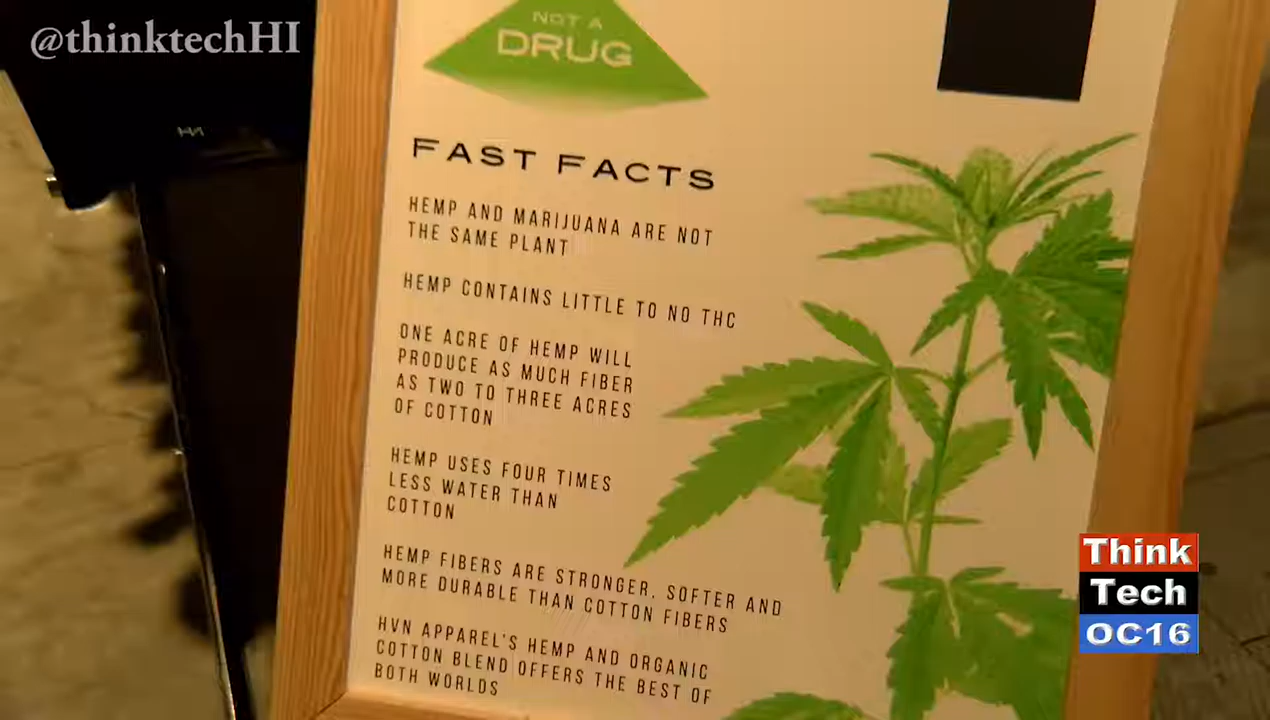 @thinktechHI
NOT A
DRUG
FAST FACTS
HEMP AND MARIJUANA ARE NOT
THE SAME PLANT
HEMP CONTAINS LITTLE TO NO THC
ONE ACRE OF HEMP WILL
PRODUCE AS MUCH FIBER
AS TWO TO THREE ACRES
OF COTTON
HEMP USES FOUR TIMES
LESS WATER THAN
COTTON
HEMP FIBERS ARE STRONGER, SOFTER AND
MORE DURABLE THAN COTTON FIBERS
HVN APPAREL'S HEMP AND ORGANIC
COTTON BLEND OFFERS THE BEST OF
BOTH WORLDS
Think
Tech
OC16